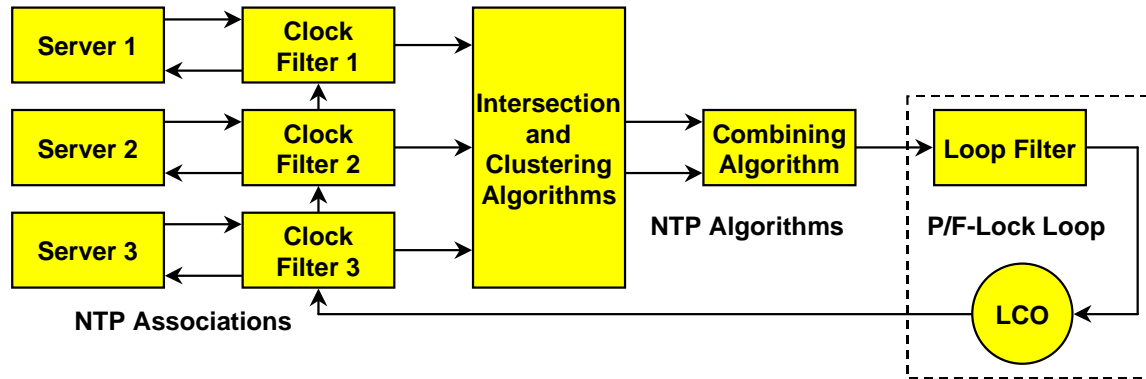 Server 1
Clock
Filter 1
Server 2
Clock
Filter 2
Server 3
Clock
Filter 3
NTP Associations
Intersection
and
Clustering
Algorithms
Combining
Algorithm
NTP Algorithms
Loop Filter
P/F-Lock Loop
LCO